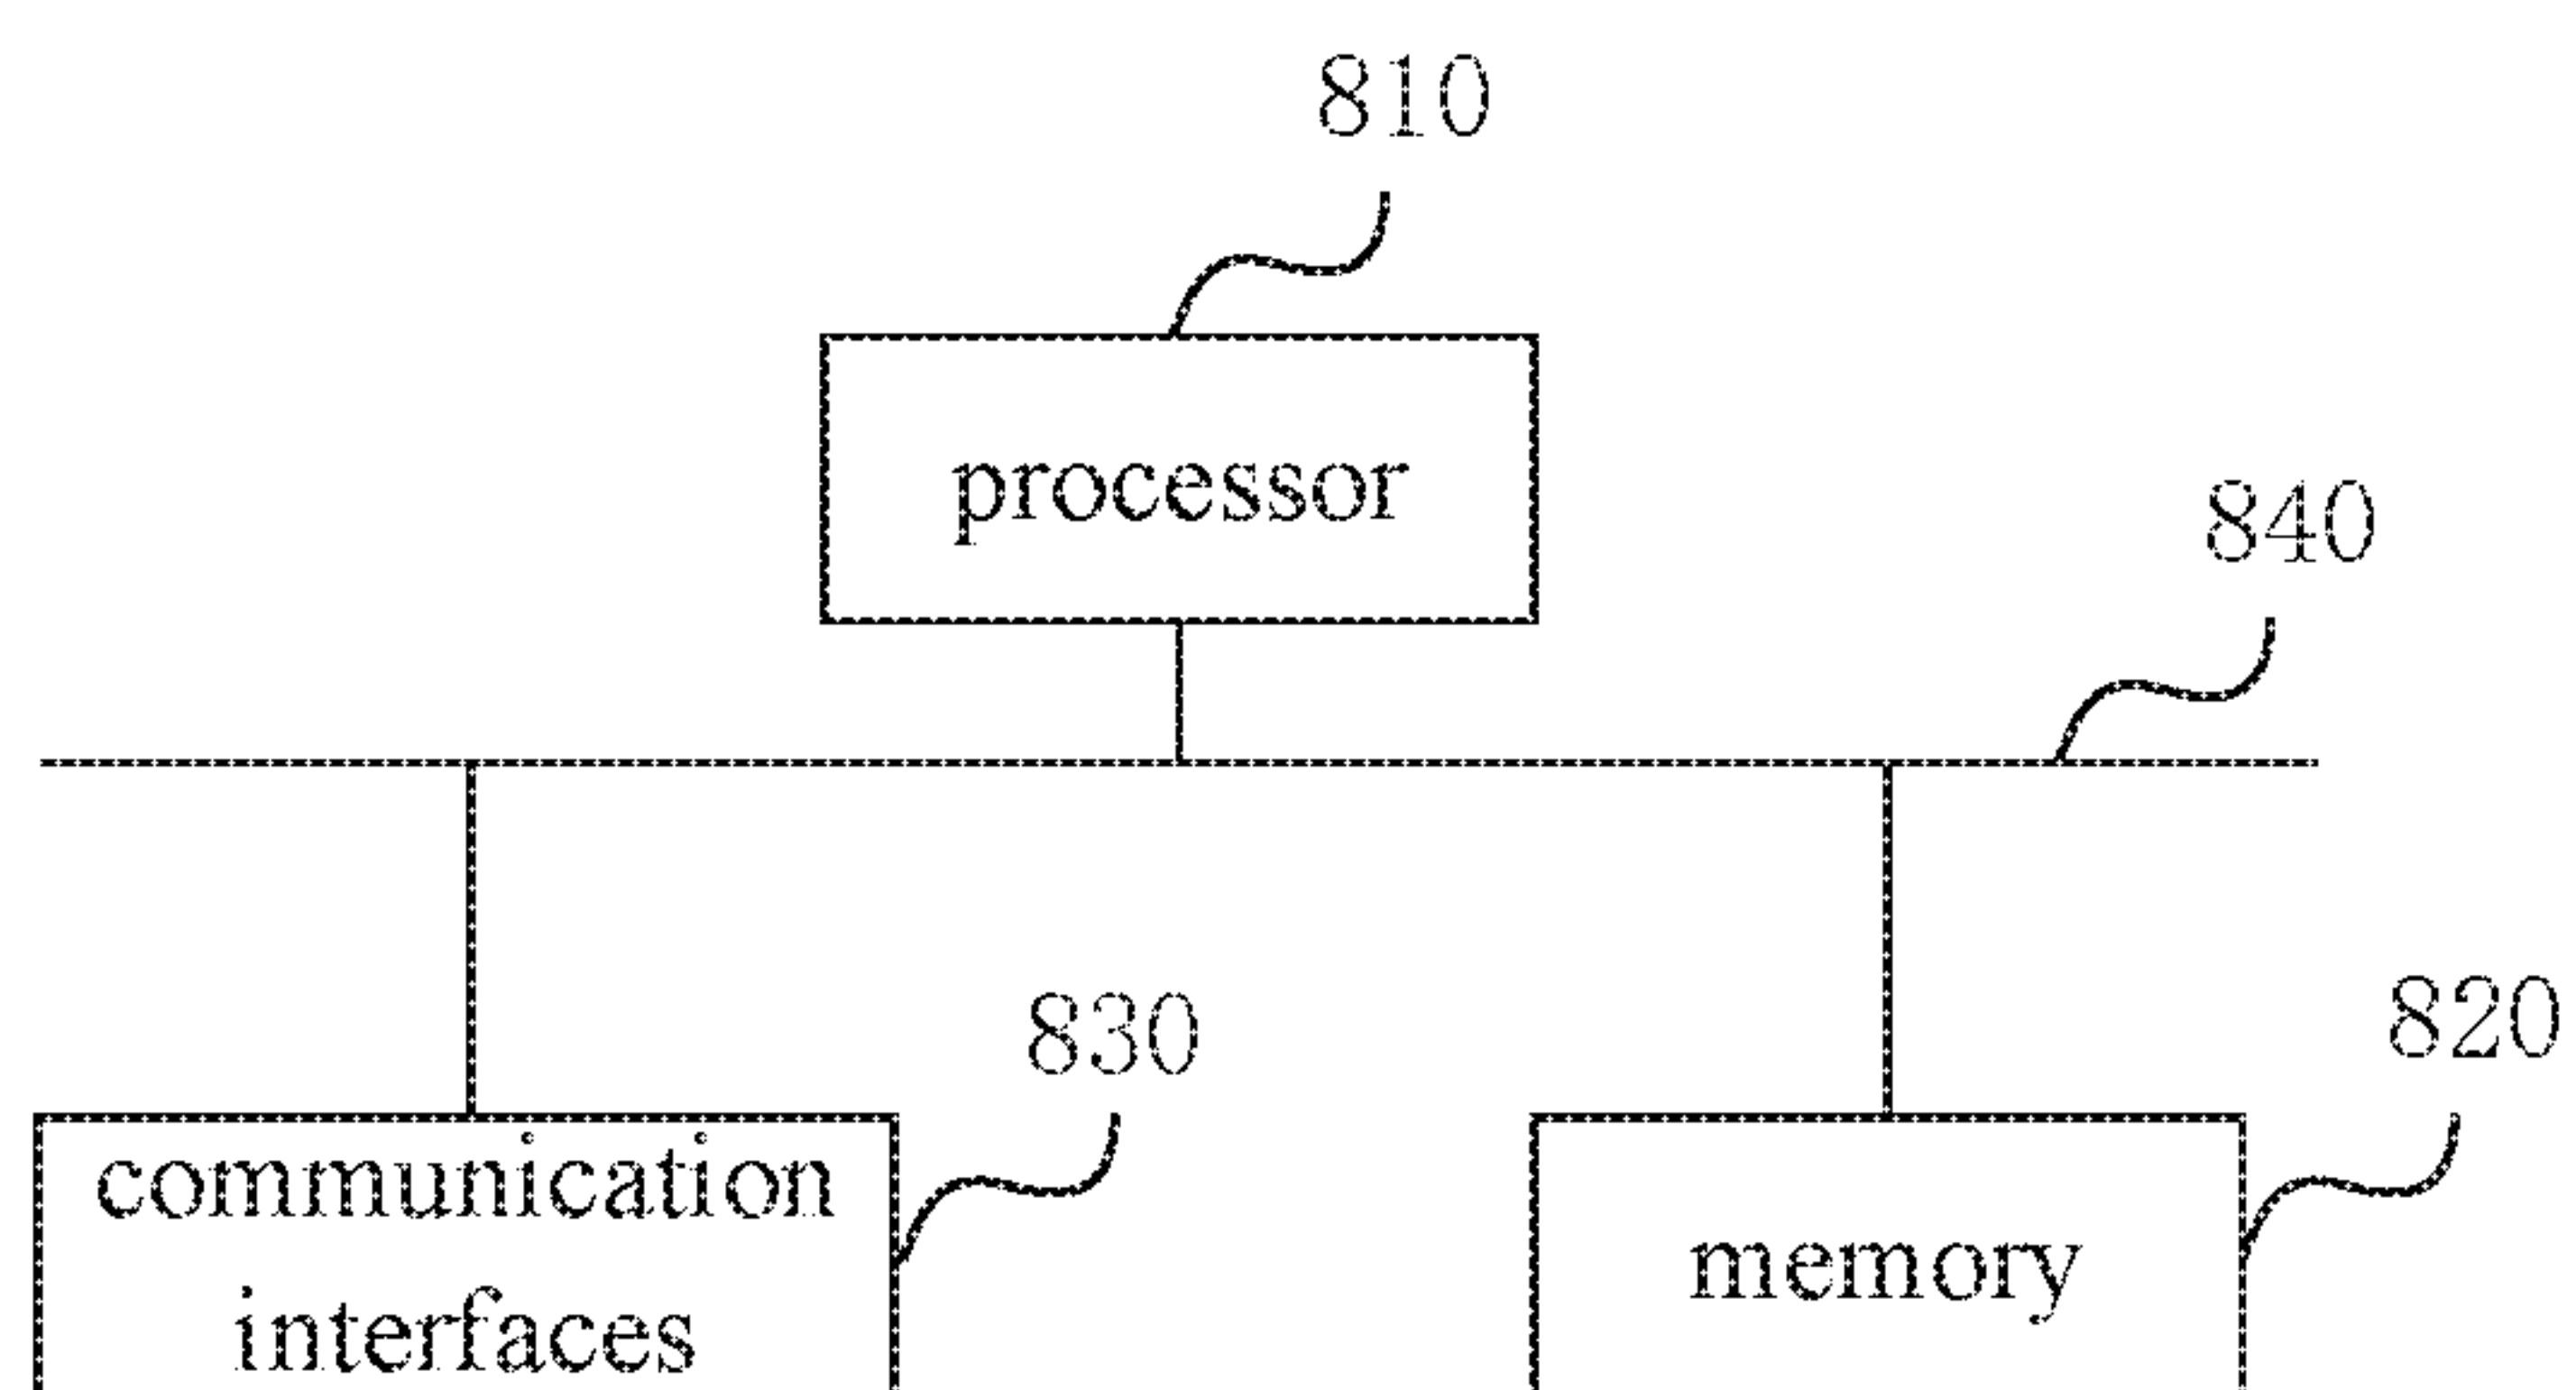 810
processor
840
830
820
communication
interfaces
memory